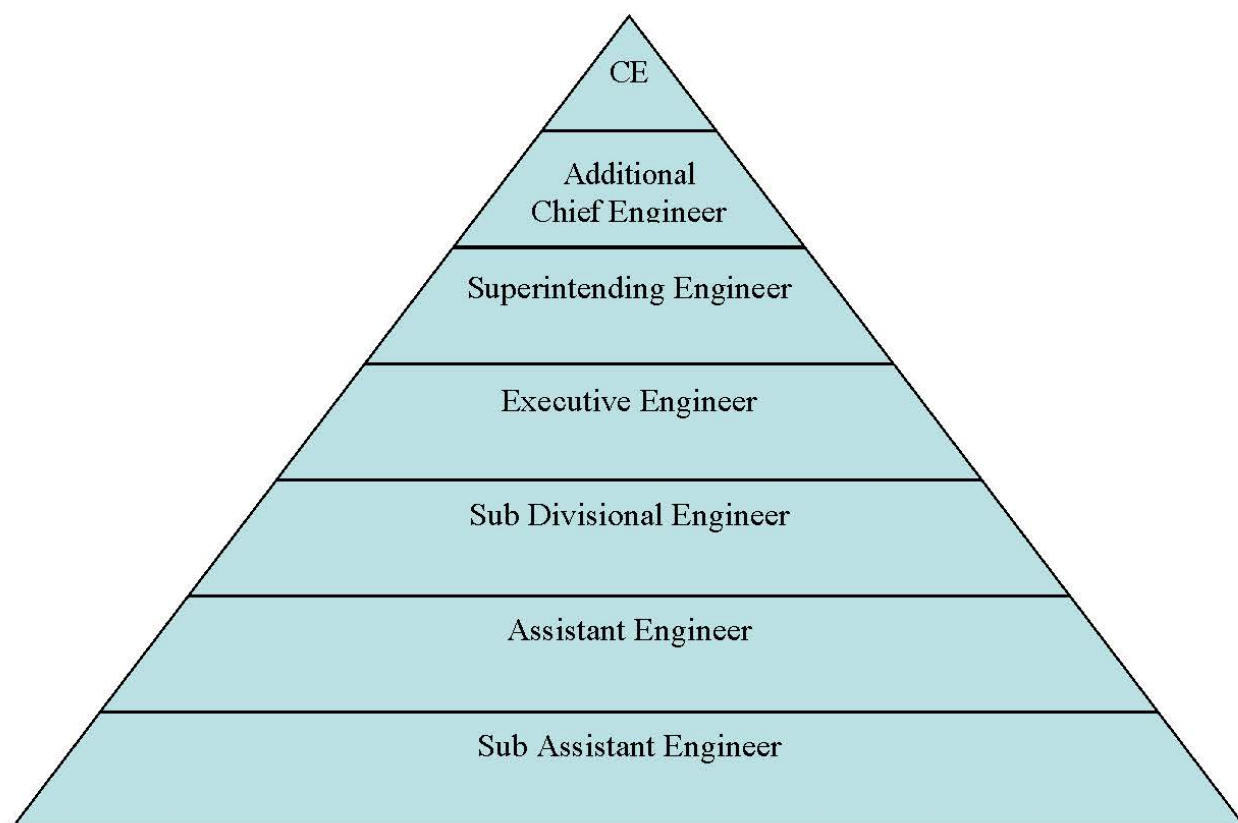 CE
Additional
Chief Engineer
Superintending Engineer
Executive Engineer
Sub Divisional Engineer
Assistant Engineer
Sub Assistant Engineer